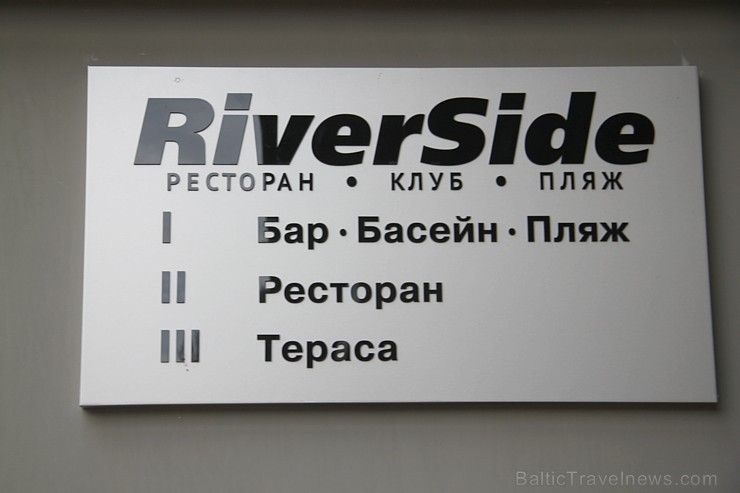 RiverSide
РЕСТОРАН • КЛУБ • ПЛЯЖ
I Бар • Басейн • Пляж
II Ресторан
III Тераса
BalticTravelnews.com